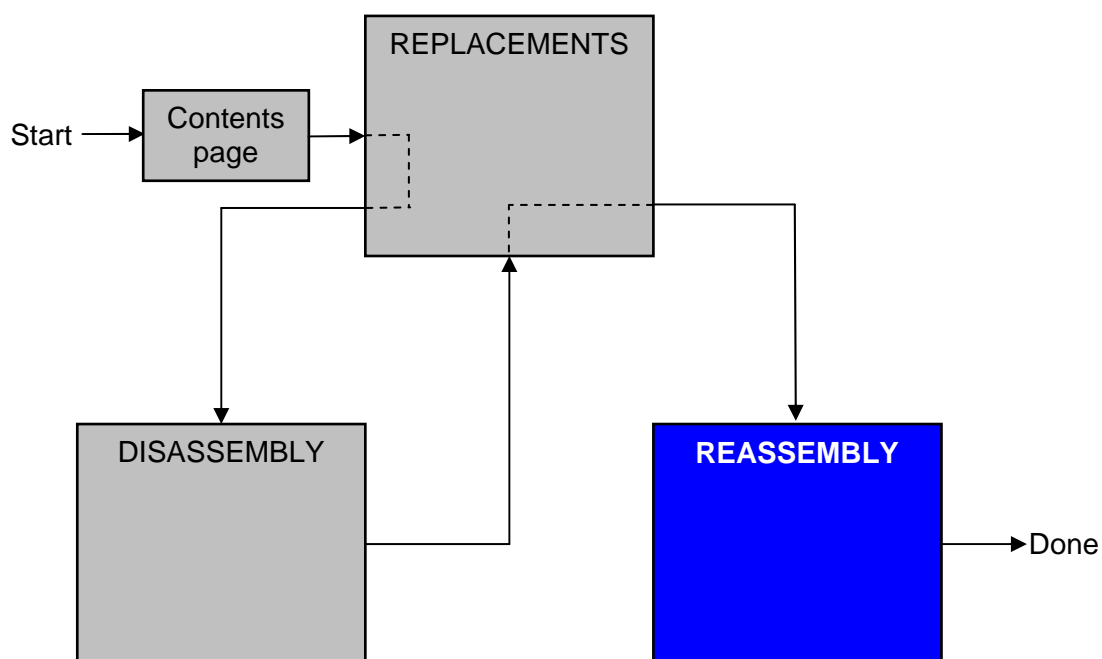 REPLACEMENTS
Start
Contents
page
DISASSEMBLY
REASSEMBLY
Done